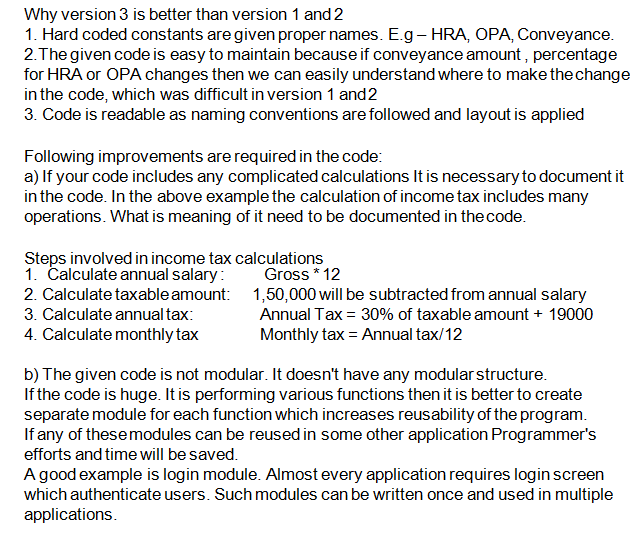 Why version 3 is better than version 1 and 2
1. Hard coded constants are given proper names. E.g – HRA, OPA, Conveyance.
2.The given code is easy to maintain because if conveyance amount , percentage
for HRA or OPA changes then we can easily understand where to make the change
in the code, which was difficult in version 1 and 2
3. Code is readable as naming conventions are followed and layout is applied
Following improvements are required in the code:
a) If your code includes any complicated calculations It is necessary to document it
in the code. In the above example the calculation of income tax includes many
operations. What is meaning of it need to be documented in the code.
Steps involved in income tax calculations
1. Calculate annual salary : Gross * 12
2. Calculate taxable amount: 1,50,000 will be subtracted from annual salary
3. Calculate annual tax: Annual Tax = 30% of taxable amount + 19000
4. Calculate monthly tax Monthly tax = Annual tax/12
b) The given code is not modular. It doesn't have any modular structure.
If the code is huge. It is performing various functions then it is better to create
separate module for each function which increases reusability of the program.
If any of these modules can be reused in some other application Programmer's
efforts and time will be saved.
A good example is login module. Almost every application requires login screen
which authenticate users. Such modules can be written once and used in multiple
applications.